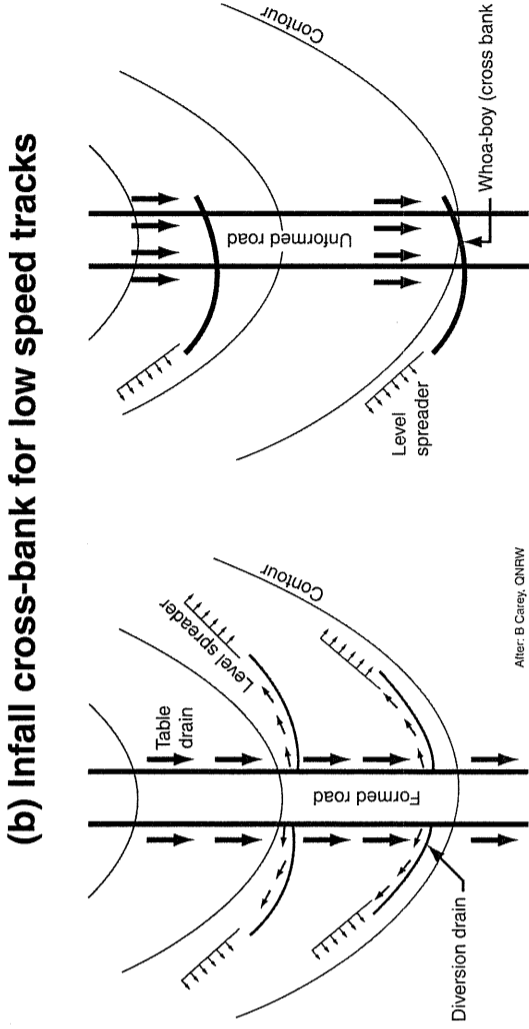 (b) Infall cross-bank for low speed tracks
Contour
Unformed road
Whoa-boy (cross bank
Level
spreader
Contour
Level spreader
Table
drain
Formed road
Diversion drain
After: B Carey, QNRW